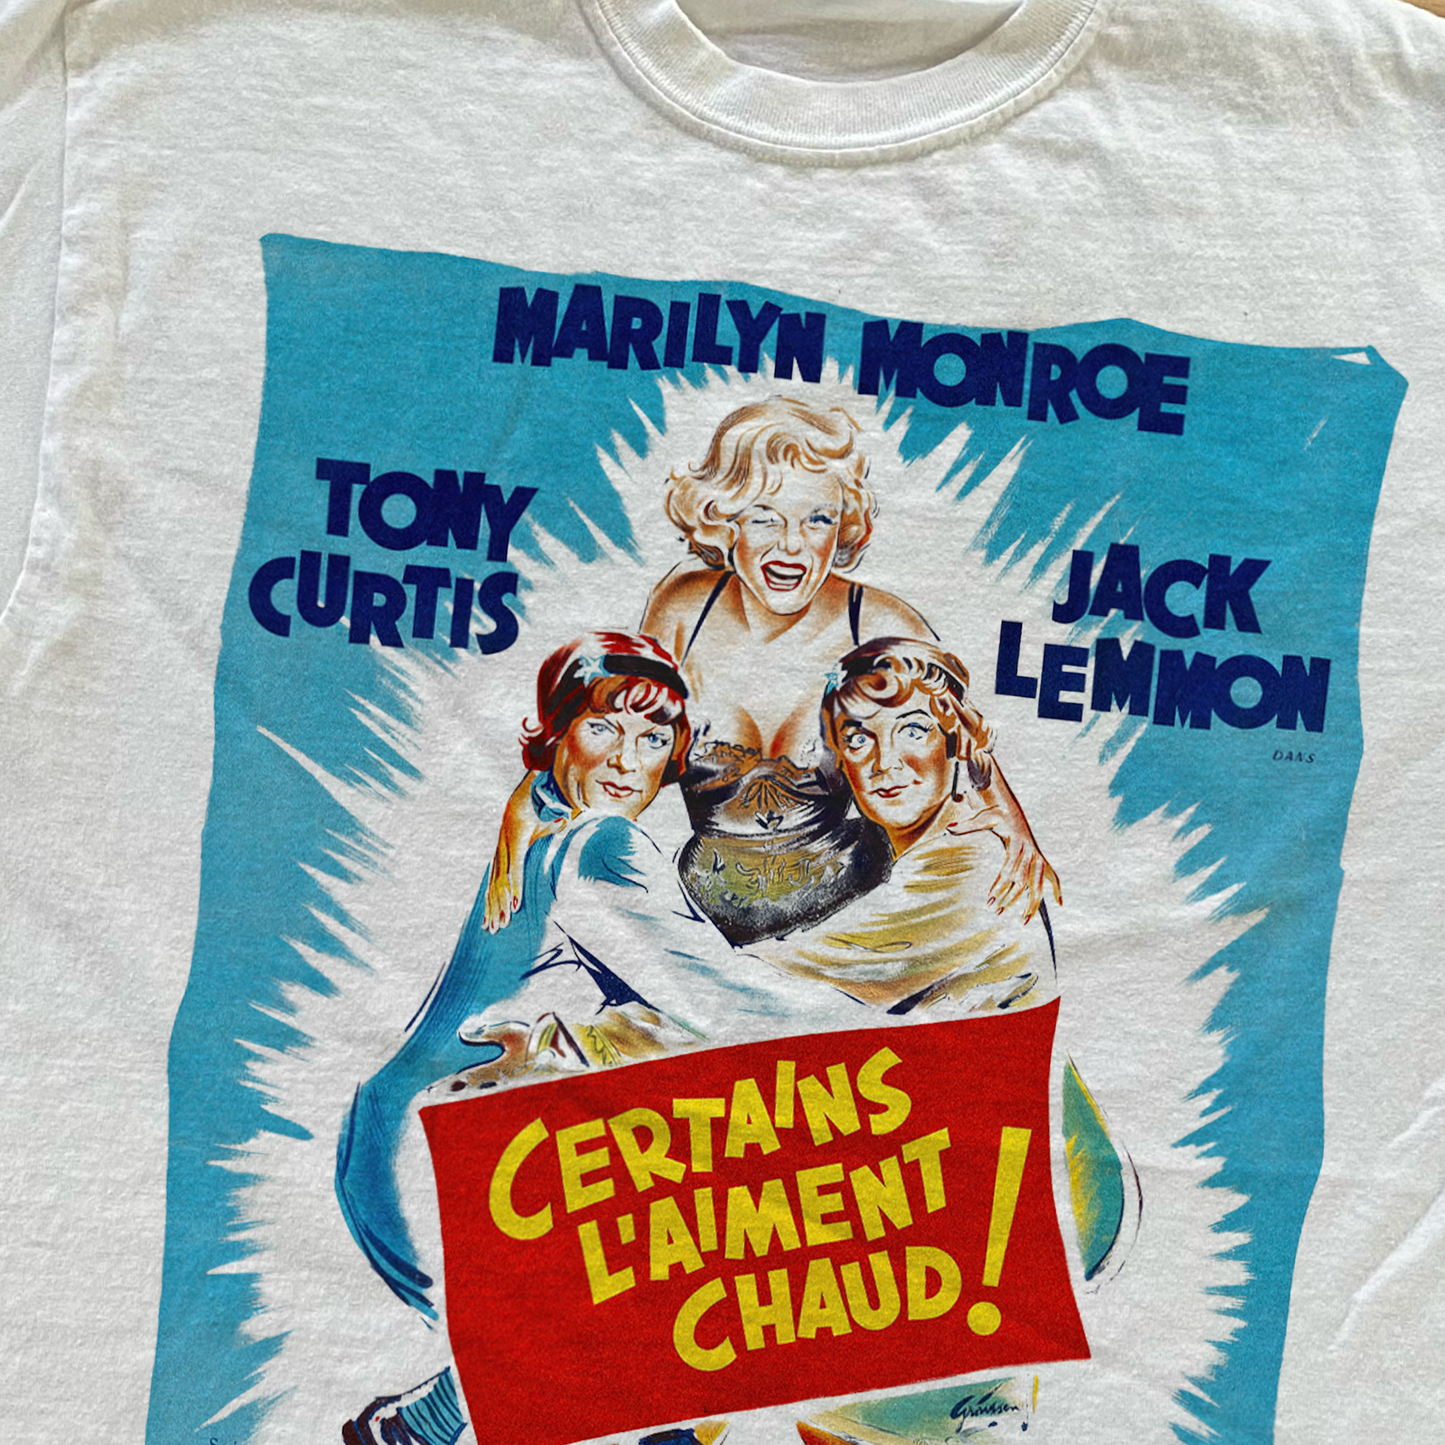 MARILYN MONROE
TONY
CURTIS
JACK
LEMMON
DANS
CERTAINS
L'AIMENT
CHAUD!